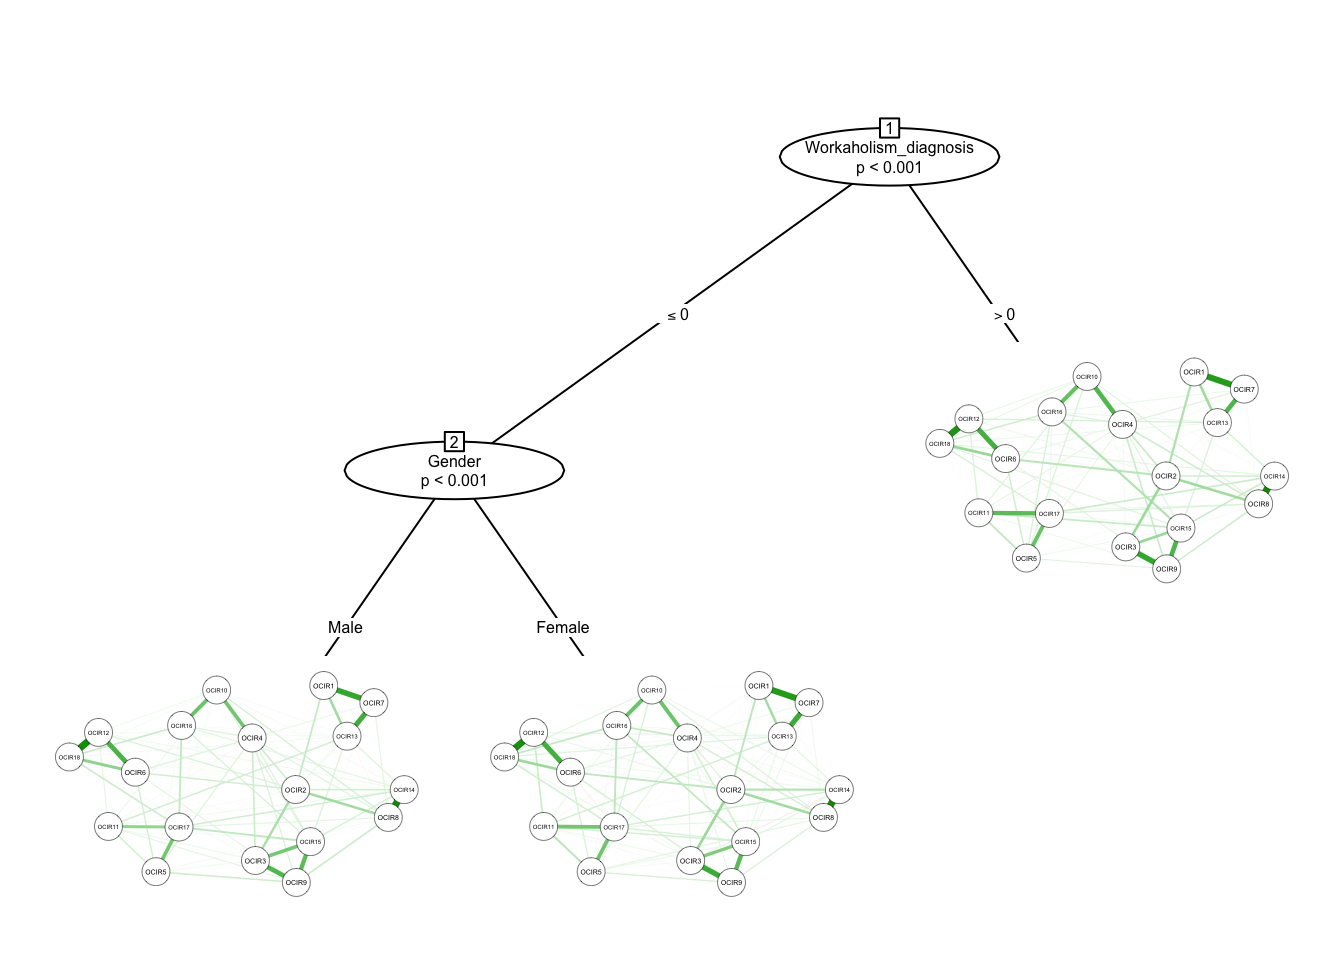 1
Workaholism_diagnosis
p < 0.001
≤ 0
> 0
OCIR1
OCIR10
OCIR7
OCIR16
OCIR12
OCIR13
OCIR4
OCIR18
OCIR6
OCIR2
OCIR14
OCIR8
OCIR11
OCIR17
OCIR15
OCIR3
OCIR5
OCIR9
2
Gender
p < 0.001
Male
Female
OCIR1
OCIR10
OCIR7
OCIR16
OCIR12
OCIR13
OCIR4
OCIR18
OCIR6
OCIR2
OCIR14
OCIR8
OCIR11
OCIR17
OCIR15
OCIR3
OCIR5
OCIR9
OCIR1
OCIR10
OCIR7
OCIR16
OCIR12
OCIR13
OCIR4
OCIR18
OCIR6
OCIR2
OCIR14
OCIR8
OCIR11
OCIR17
OCIR15
OCIR3
OCIR5
OCIR9